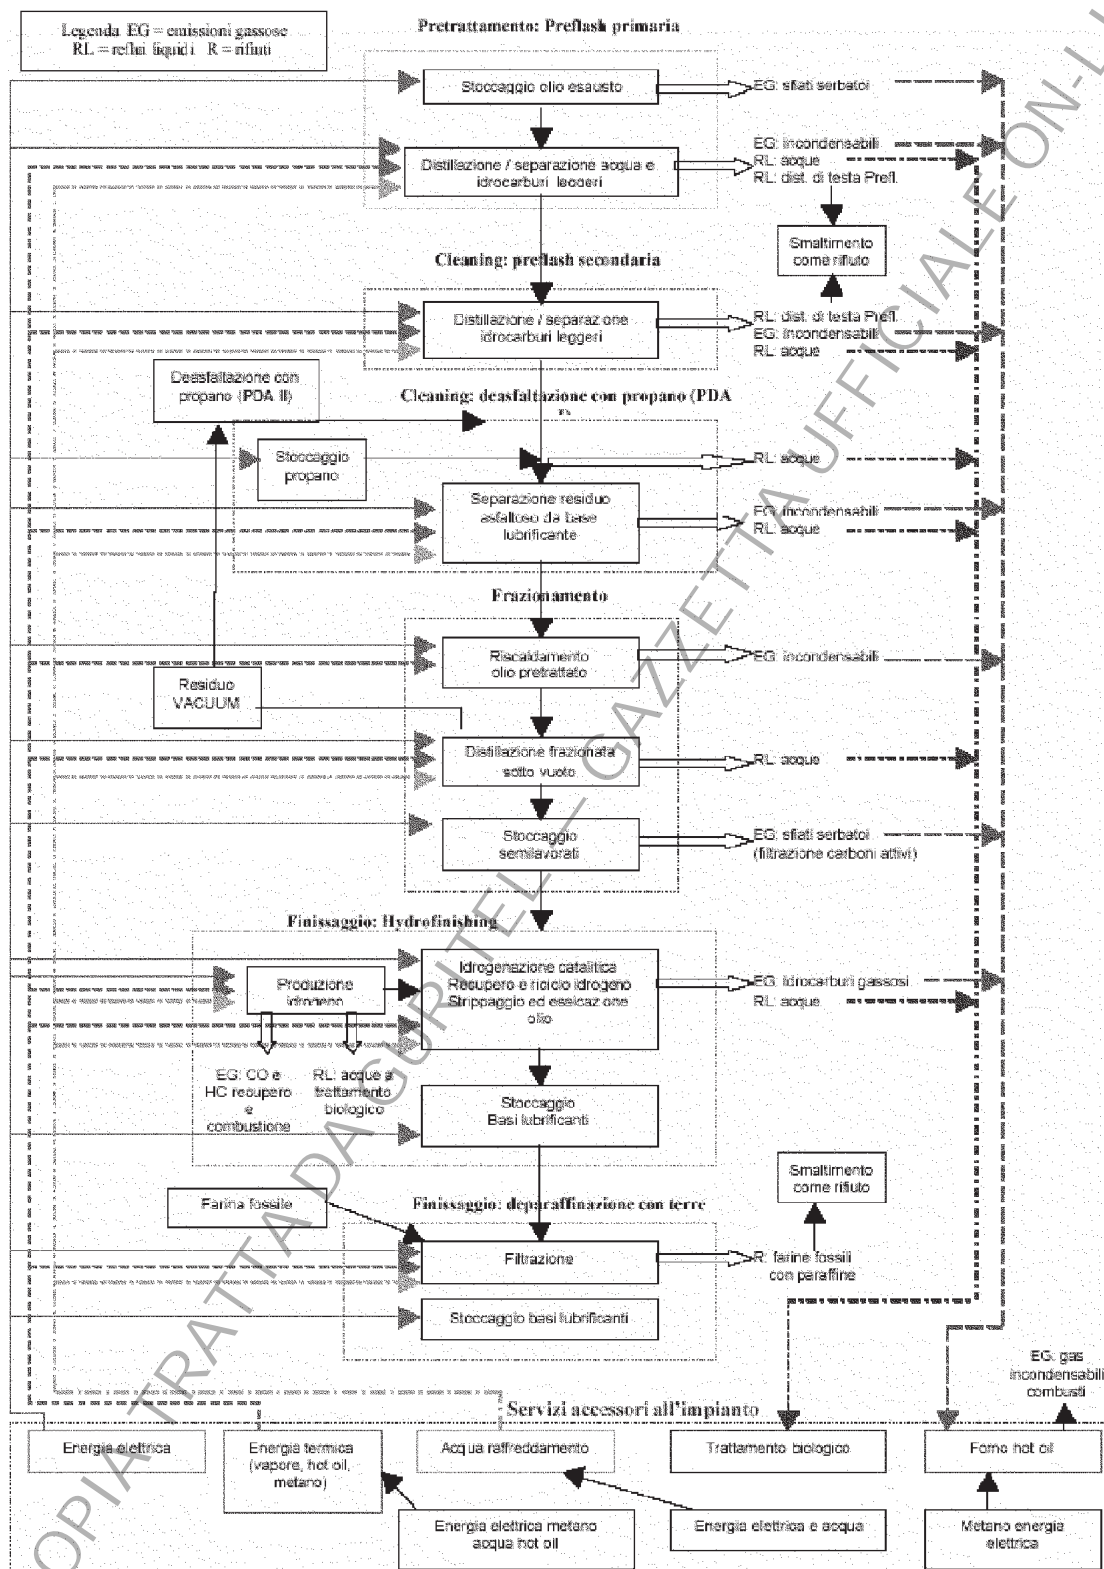 Legenda EG = emissioni gassose
RL = reflui liquidi R = rifiuti
Pretrattamento: Preflash primaria
Stoccaggio olio esausto
EG: sfiati serbatoi
Distillazione / separazione acqua e
idrocarburi leggeri
EG: incondensabili
RL: acque
RL: dist. di testa Prefl.
Smaltimento
come rifiuto
Cleaning: preflash secondaria
Distillazione / separazione
idrocarburi leggeri
RL: dist. di testa Prefl.
EG: incondensabili
RL: acque
Deasfaltazione con
propano (PDA II)
Cleaning: deasfaltazione con propano (PDA
Stoccaggio
propano
RL: acque
Separazione residuo
asfaltoso da base
lubrificante
EG: incondensabili
RL: acque
Frazionamento
Riscaldamento
olio pretrattato
EG: incondensabili
Residuo
VACUUM
Distillazione frazionata
sotto vuoto
RL: acque
Stoccaggio
semilavorati
EG: sfiati serbatoi
(filtrazione carboni attivi)
Finissaggio: Hydrofinishing
Produzione
idrogeno
Idrogenazione catalitica
Recupero e riciclo idrogeno
Strippaggio ed essicazione
olio
EG: Idrocarburi gassosi
RL: acque
EG: CO e
HC recupero
e
combustione
RL: acque a
trattamento
biologico
Stoccaggio
Basi lubrificanti
Smaltimento
come rifiuto
Farina fossile
Finissaggio: deparaffinazione con terre
Filtrazione
R: farine fossili
con paraffine
Stoccaggio basi lubrificanti
EG: gas
incondensabili
combusti
Servizi accessori all'impianto
Energia elettrica
Energia termica
(vapore, hot oil,
metano)
Acqua raffreddamento
Trattamento biologico
Forno hot oil
Energia elettrica metano
acqua hot oil
Energia elettrica e acqua
Metano energia
elettrica
COPIA TRATTA DA GURITEL _ GAZZETTA UFFICIALE ON-L